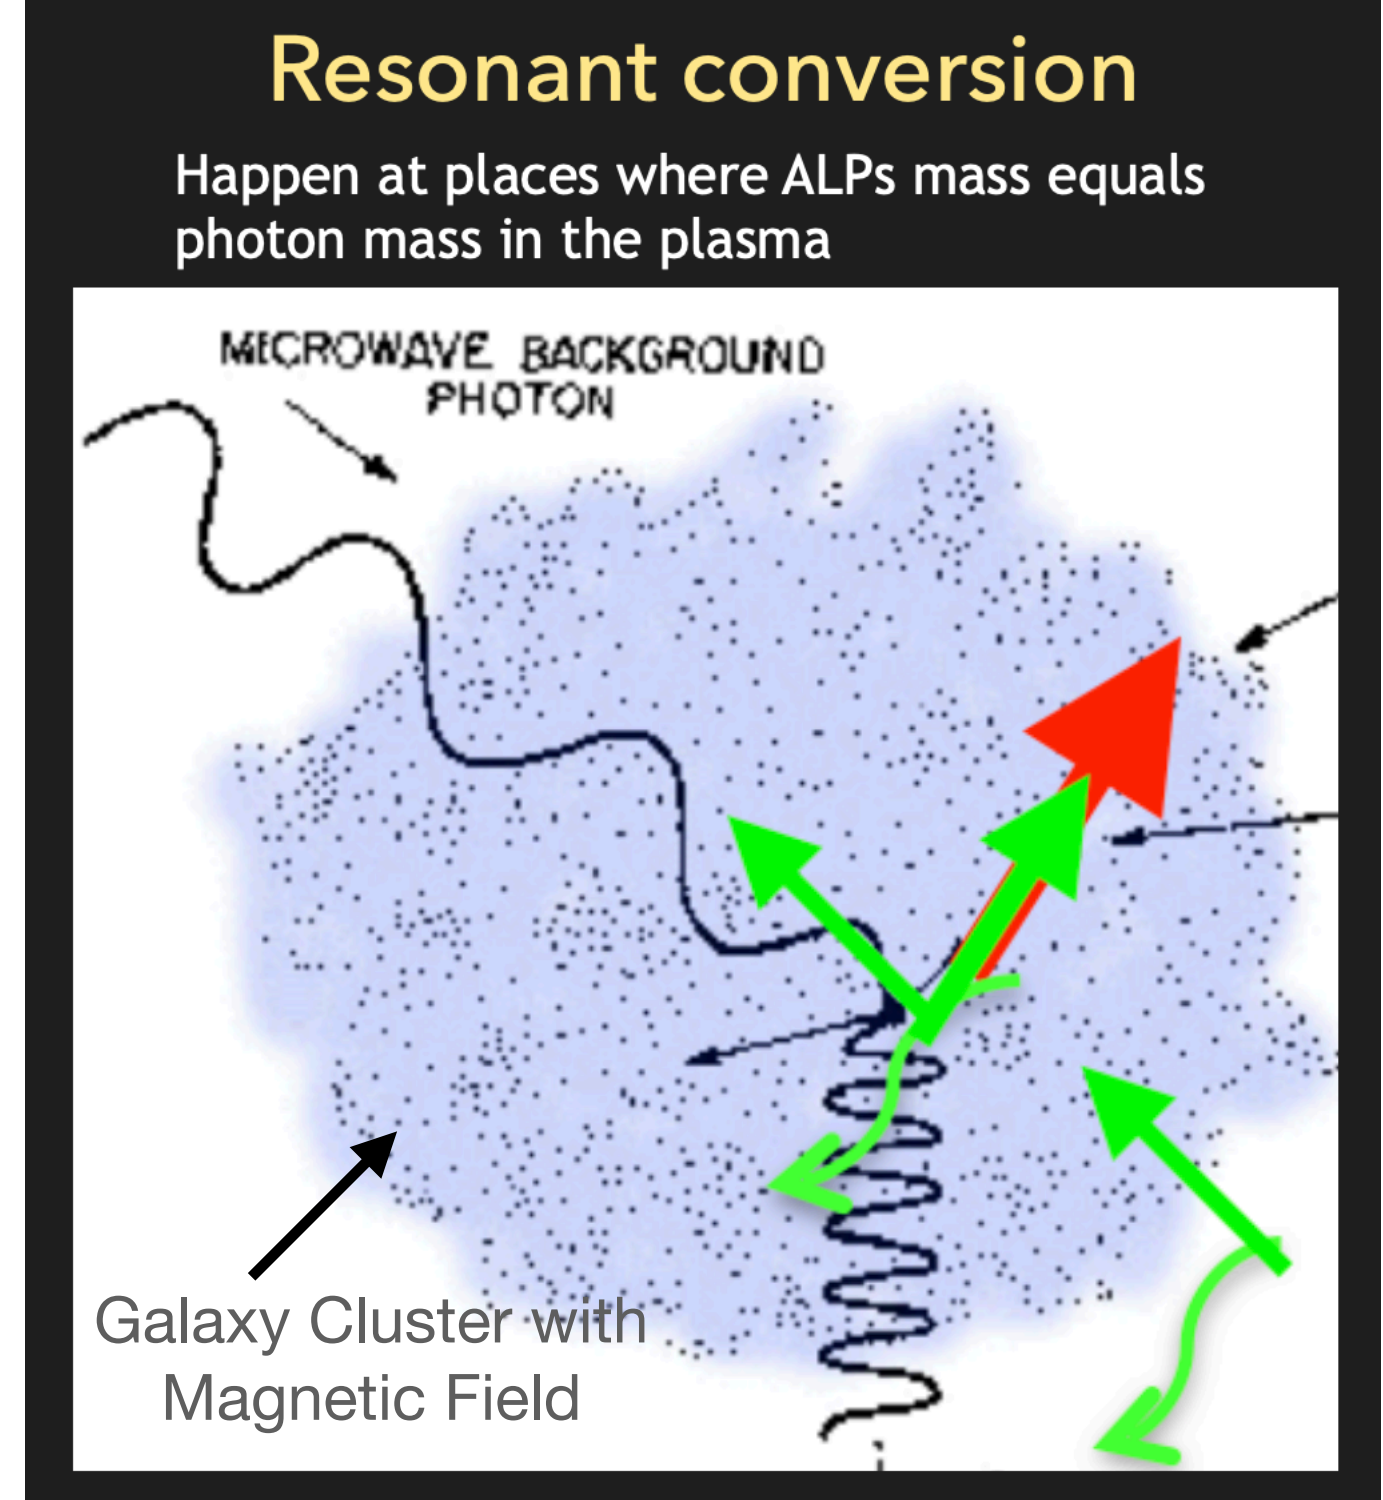 Resonant conversion
Happen at places where ALPs mass equals
photon mass in the plasma
MICROWAVE BACKGROUND
PHOTON
Galaxy Cluster with
Magnetic Field